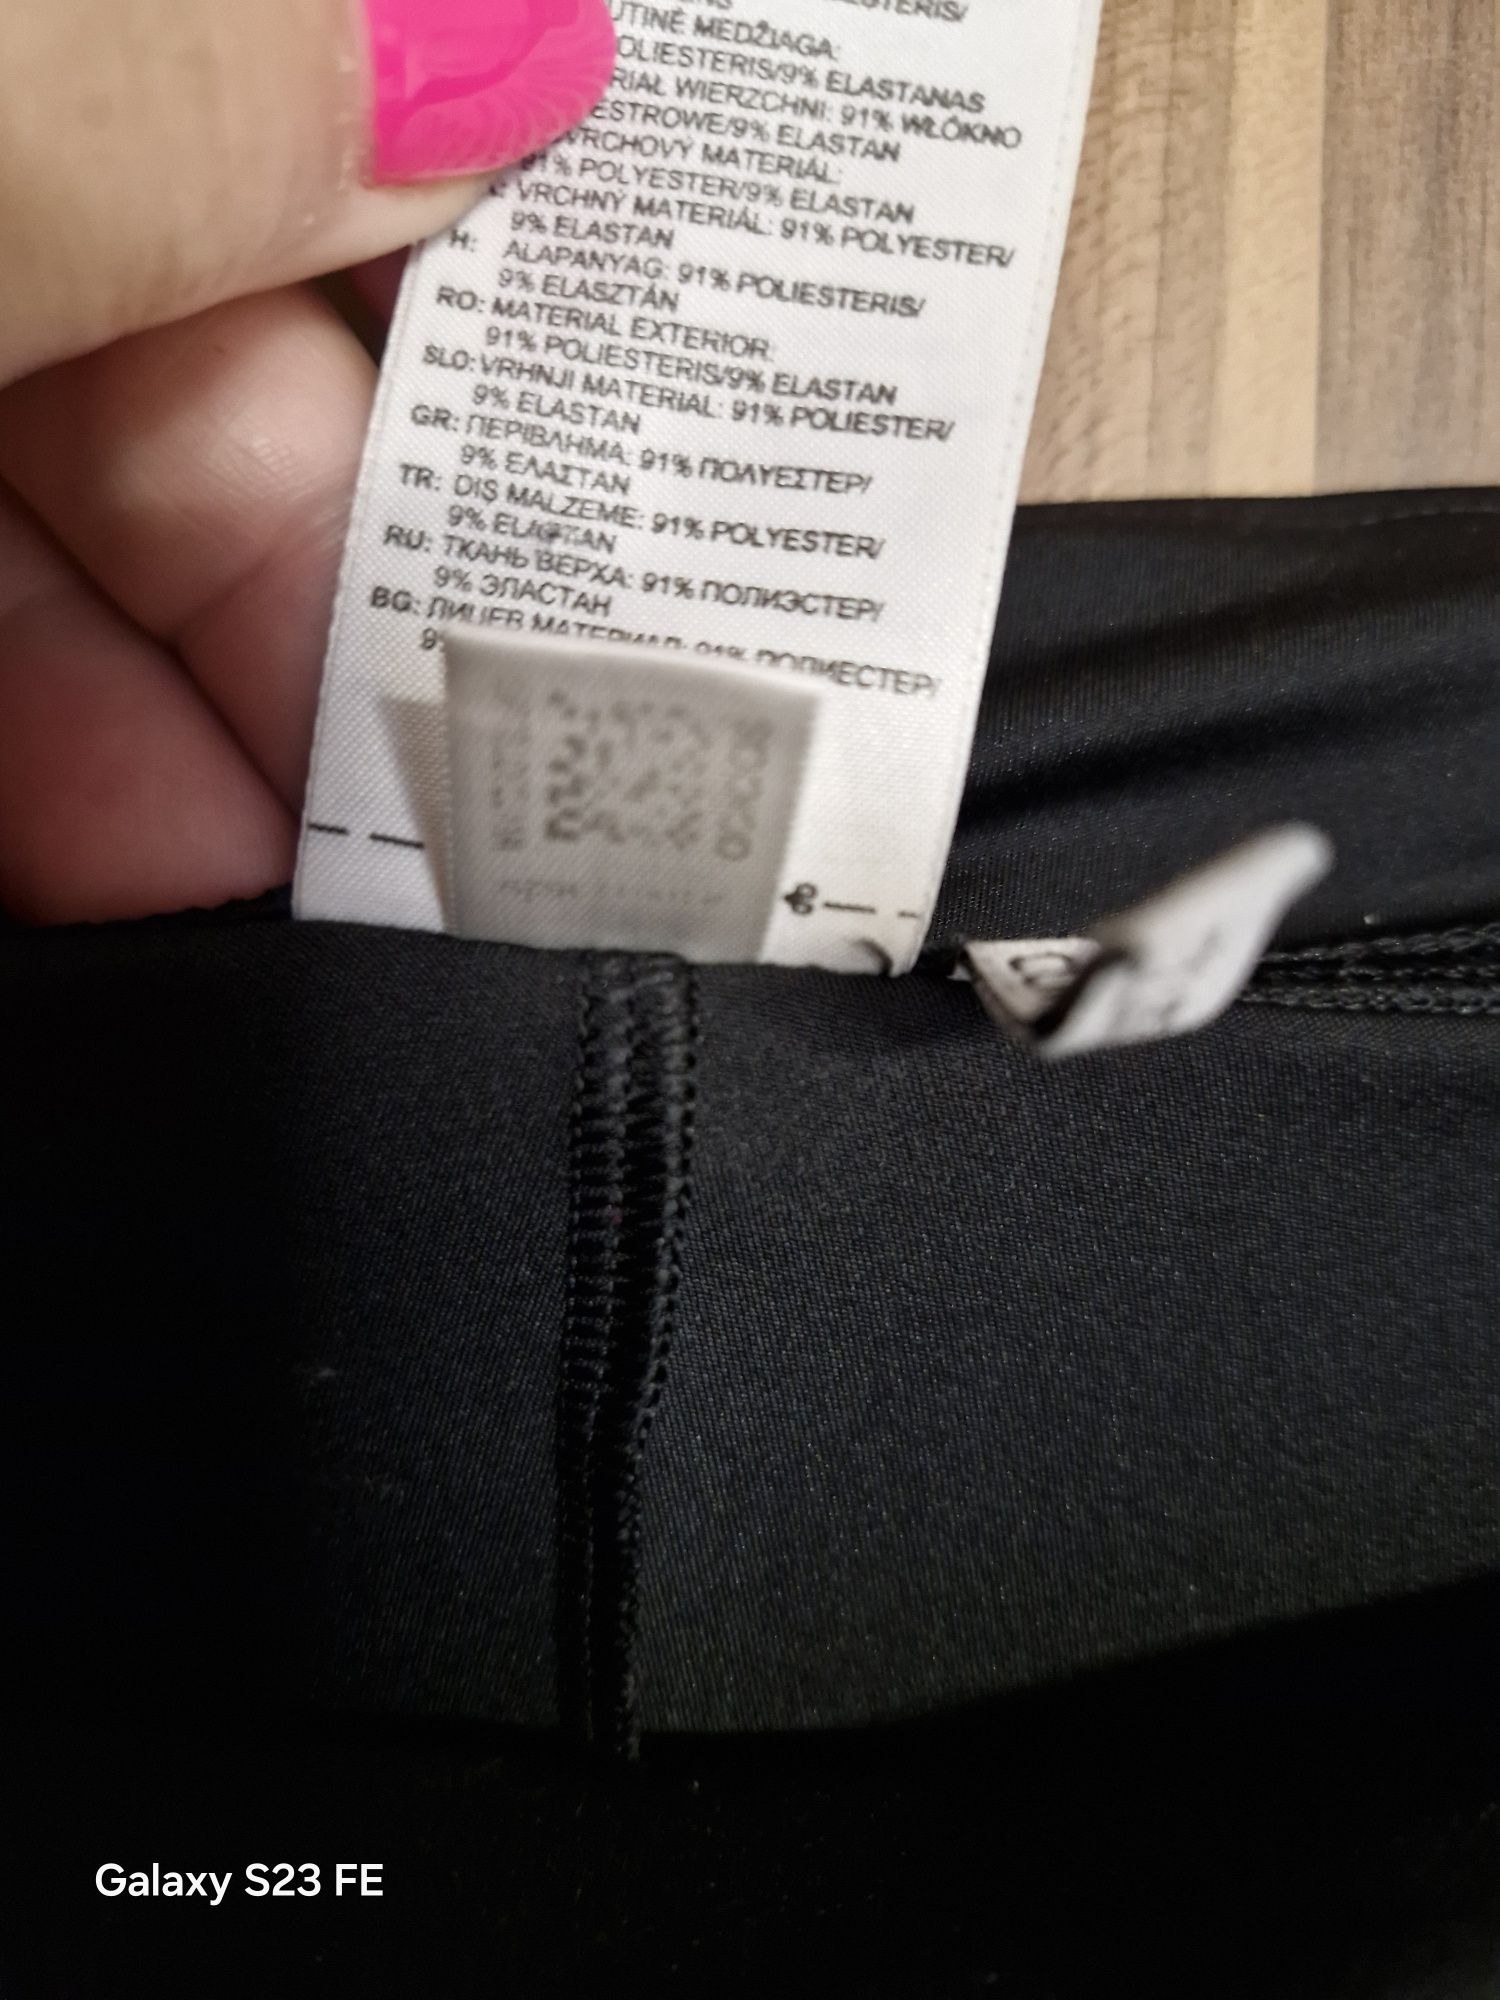 MEDŽIAGA:
9% ELASTANAS
WIERZCHNI: 91% WŁÓKNO
9% ELASTAN
VRCHOVÝ MATERIÁL:
91% POLYESTER/9% ELASTAN
VRCHNÝ MATERIÁL: 91% POLYESTER/
9% ELASTAN
H: ALAPANYAG: 91% POLIESTERIS/
9% ELASZTÁN
RO: MATERIAL EXTERIOR:
91% POLIESTERIS/9% ELASTAN
SLO: VRHNJI MATERIAL: 91% POLIESTER/
9% ELASTAN
GR: ΠΕΡΙΒΛΗΜΑ: 91% ΠΟΛΥΕΣΤΕΡ/
9% ΕΛΑΣΤΑΝ
TR: DIŞ MALZEME: 91% POLYESTER/
9% ELASTAN
RU: ТКАНЬ ВЕРХА: 91% ПОЛИЭСТЕР/
9% ЭЛАСТАН
BG: ЛИЦЕВ МАТЕРИАЛ: 91% ПОЛИЕСТЕР/
Galaxy S23 FE